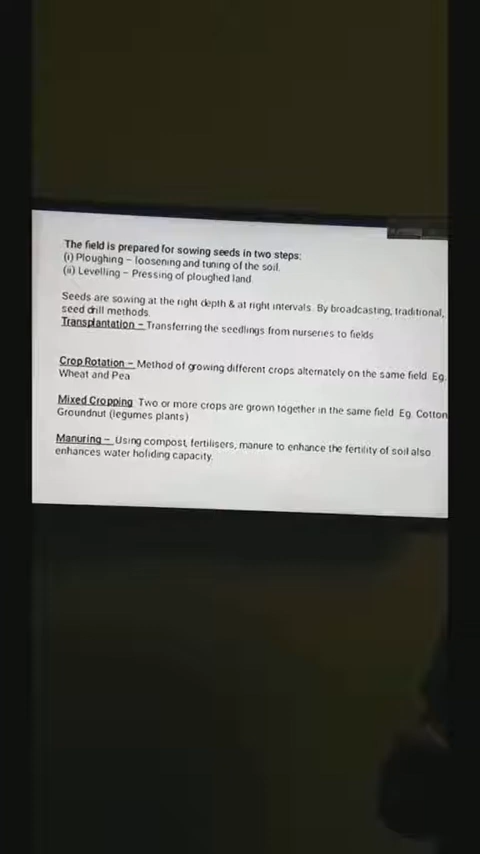 The field is prepared for sowing seeds in two steps:
(i) Ploughing – loosening and tuning of the soil.
(ii) Levelling – Pressing of ploughed land
Seeds are sowing at the right depth & at right intervals. By broadcasting, traditional,
seed drill methods.
Transplantation – Transferring the seedlings from nurseries to fields
Crop Rotation – Method of growing different crops alternately on the same field Eg.
Wheat and Pea
Mixed Cropping Two or more crops are grown together in the same field Eg. Cotton
Groundnut (legumes plants)
Manuring – Using compost, fertilisers, manure to enhance the fertility of soil also
enhances water holiding capacity.